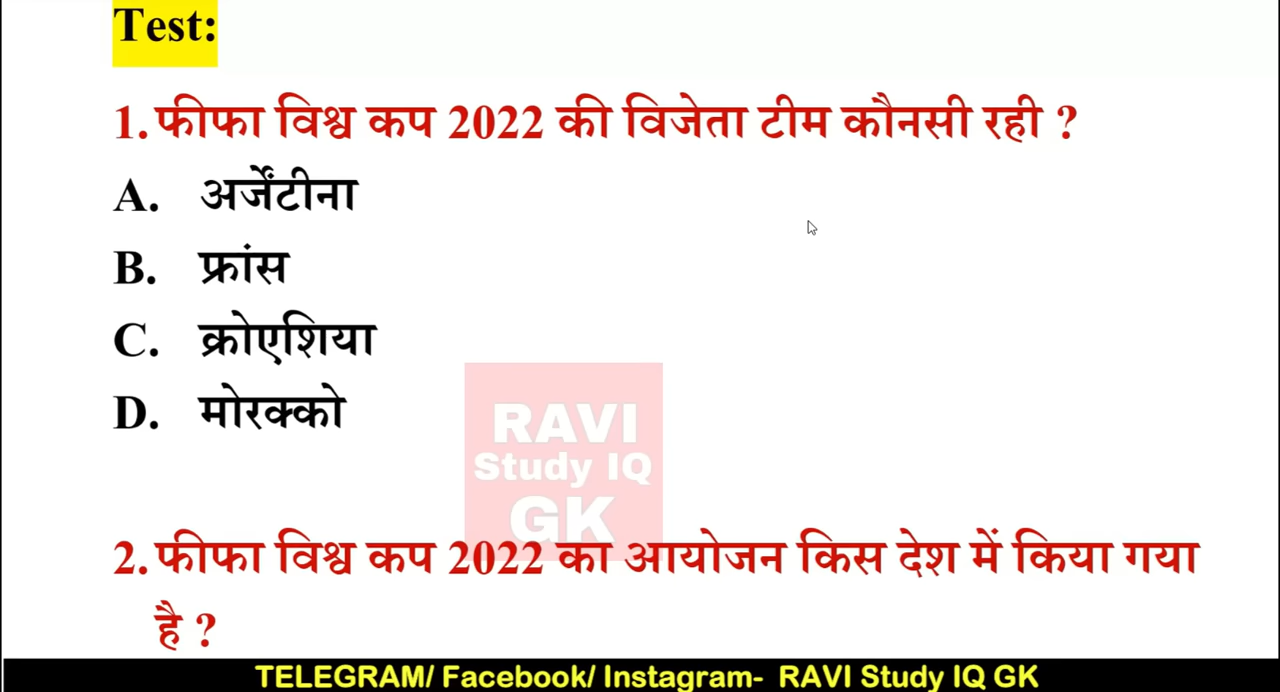 Test:
1. फीफा विश्व कप 2022 की विजेता टीम कौनसी रही ?
A. अर्जेंटीना
B. फ्रांस
C. क्रोएशिया
D. मोरक्को
RAVI
Study IQ
GK
2. फीफा विश्व कप 2022 का आयोजन किस देश में किया गया
है ?
TELEGRAM/ Facebook/ Instagram- RAVI Study IQ GK